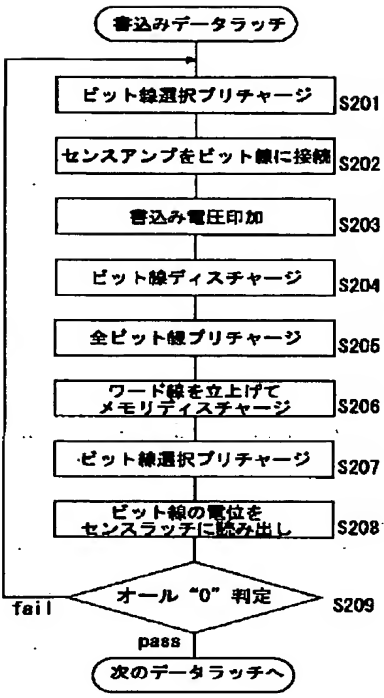 書込みデータラッチ
ビット線選択プリチャージ
S201
センスアンプをビット線に接続
S202
書込み電圧印加
S203
ビット線ディスチャージ
S204
全ビット線プリチャージ
S205
ワード線を立上げて
メモリディスチャージ
S206
ビット線選択プリチャージ
S207
ビット線の電位を
センスラッチに読み出し
S208
オール “0” 判定
S209
fail
pass
次のデータラッチへ